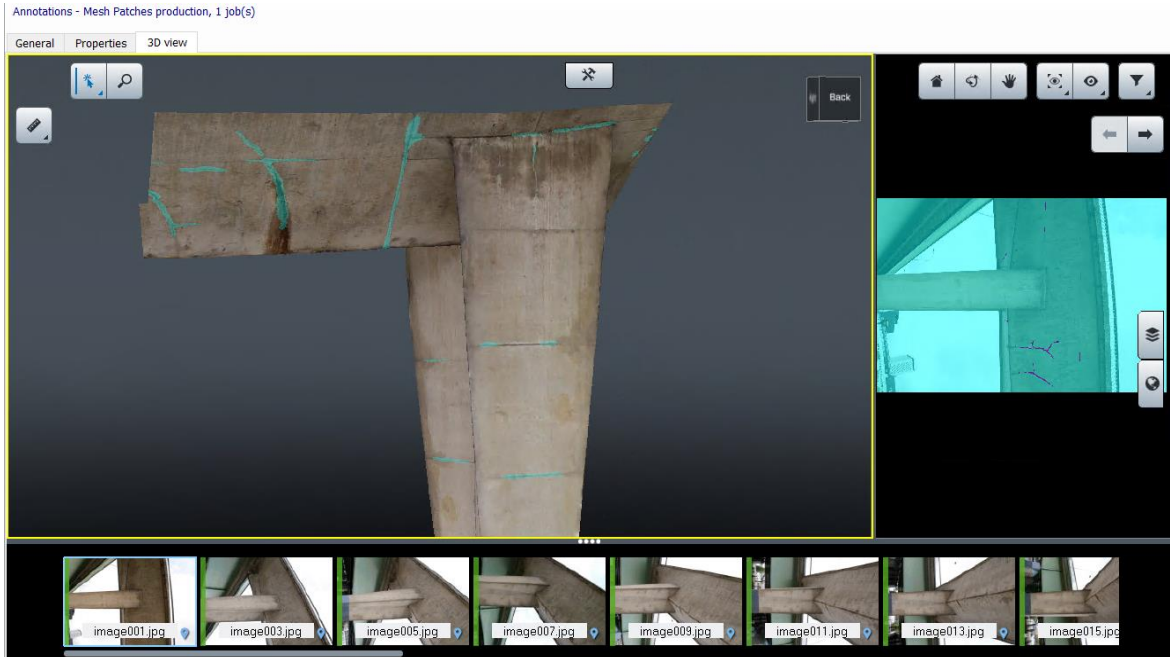 Annotations - Mesh Patches production, 1 job(s)
General Properties 3D view
Back
image001.jpg image003.jpg image005.jpg image007.jpg image009.jpg image011.jpg image013.jpg image015.jpg